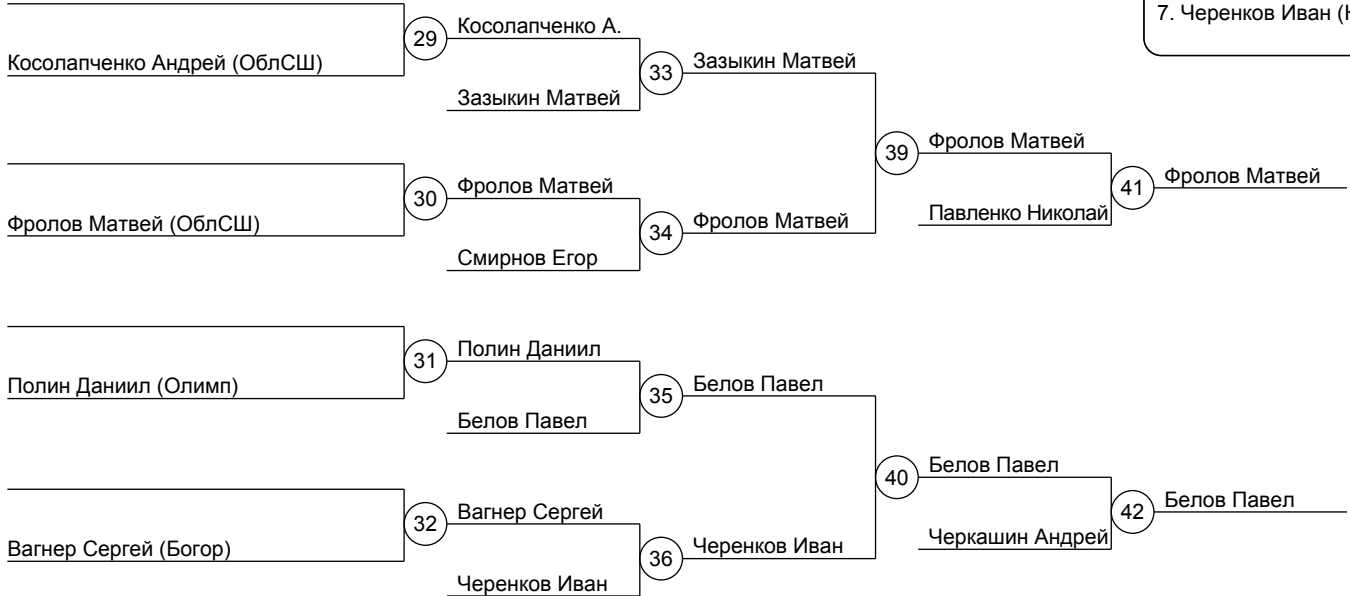 7. Черенков Иван
29
Косолапченко А.
Косолапченко Андрей (ОблСШ)
33
Зазыкин Матвей
Зазыкин Матвей
39
Фролов Матвей
30
Фролов Матвей
41
Фролов Матвей
Фролов Матвей (ОблСШ)
34
Фролов Матвей
Павленко Николай
Смирнов Егор
31
Полин Даниил
Полин Даниил (Олимп)
35
Белов Павел
Белов Павел
40
Белов Павел
32
Вагнер Сергей
42
Белов Павел
Вагнер Сергей (Богор)
36
Черенков Иван
Черкашин Андрей
Черенков Иван